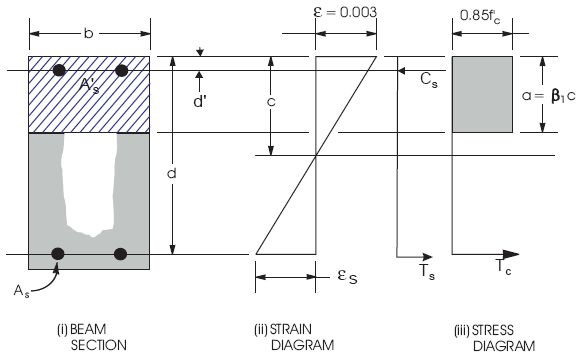 b
ε = 0.003
0.85f'c
A's
d'
Cs
c
a = β1c
d
εs
Ts
Tc
As
(i) BEAM
SECTION
(ii) STRAIN
DIAGRAM
(iii) STRESS
DIAGRAM